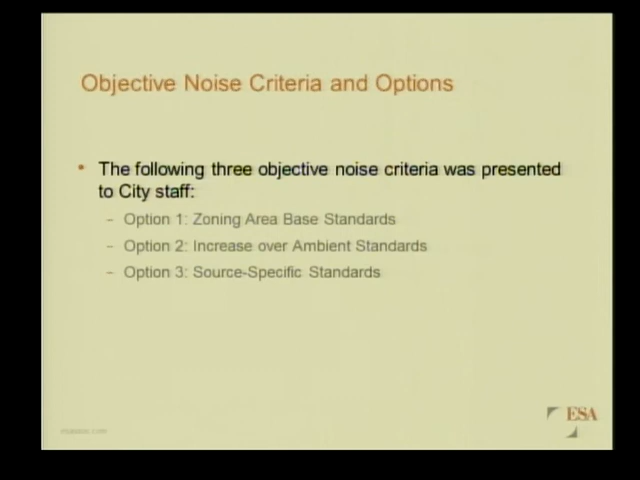 Objective Noise Criteria and Options
• The following three objective noise criteria was presented
to City staff:
– Option 1: Zoning Area Base Standards
– Option 2: Increase over Ambient Standards
– Option 3: Source-Specific Standards
ESA